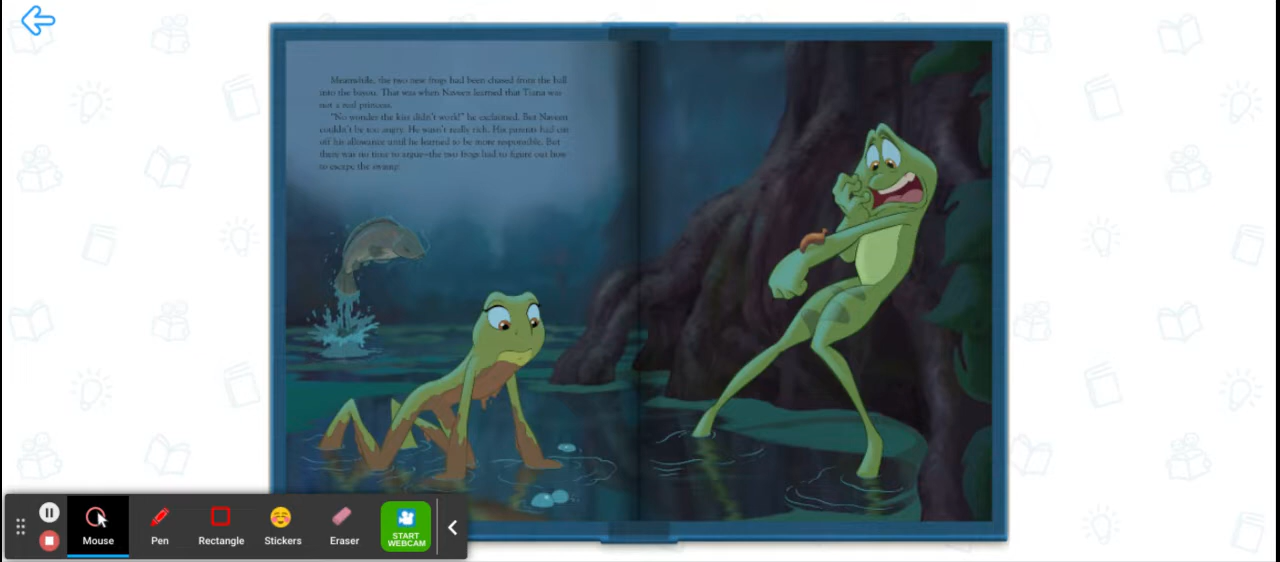 Meanwhile, the two new frogs had been chased from the ball
into the bayou. That was when Naveen learned that Tiana was
not a real princess.
"No wonder the kiss didn't work!" he exclaimed. But Naveen
couldn't be too angry. He wasn't really rich. His parents had cut
off his allowance until he learned to be more responsible. But
there was no time to argue—the two frogs had to figure out how
to escape the swamp!
Mouse
Pen
Rectangle
Stickers
Eraser
START
WEBCAM